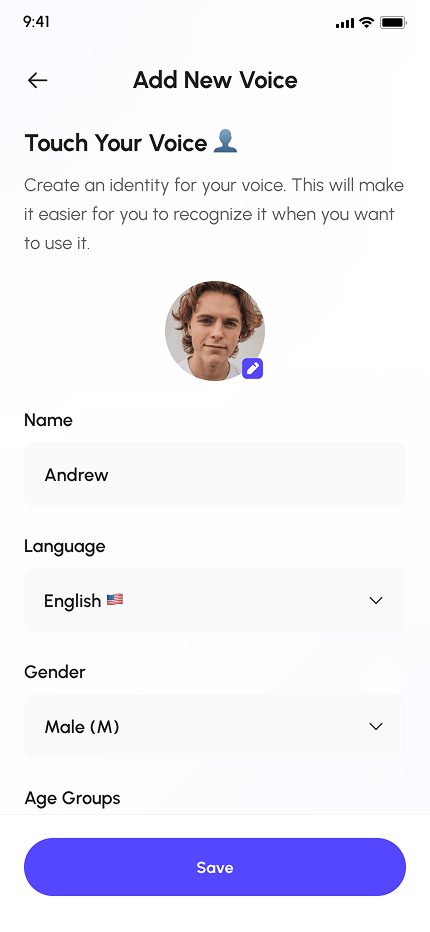 9:41
Add New Voice
Touch Your Voice 👤
Create an identity for your voice. This will make
it easier for you to recognize it when you want
to use it.
Name
Andrew
Language
English 🇺🇸
Gender
Male (M)
Age Groups
Save